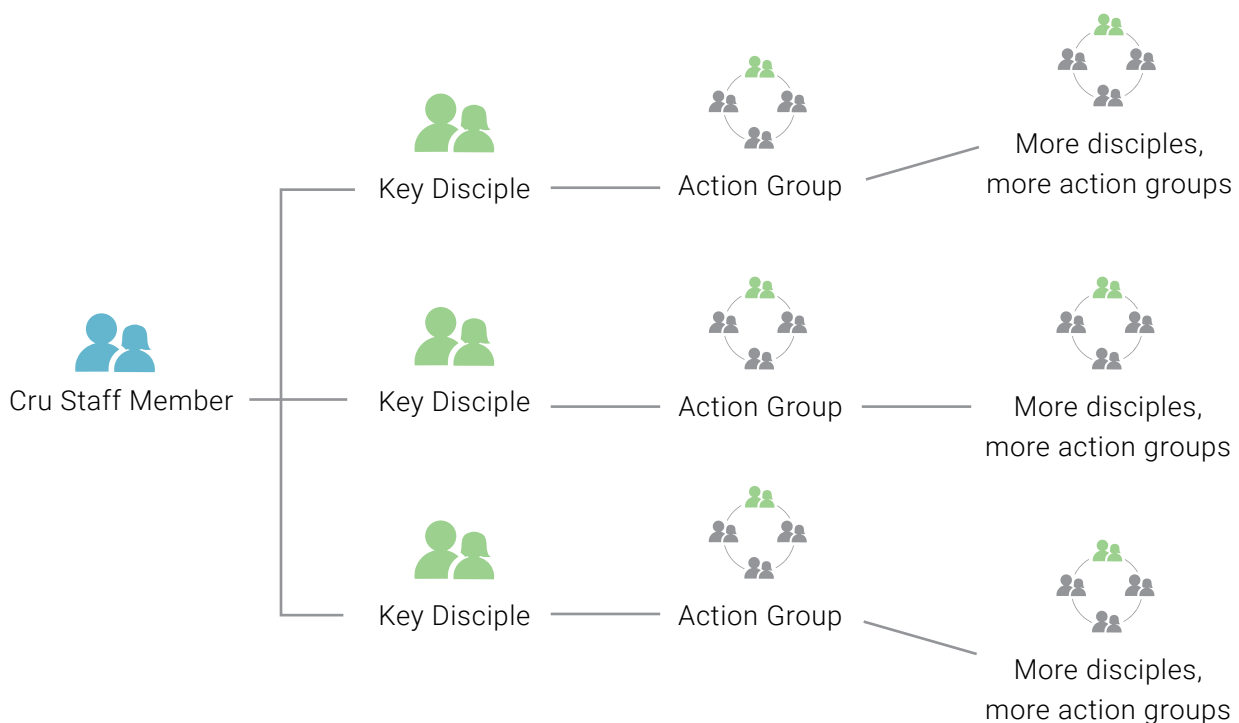 Key Disciple
Action Group
More disciples,
more action groups
Cru Staff Member
Key Disciple
Action Group
More disciples,
more action groups
Key Disciple
Action Group
More disciples,
more action groups